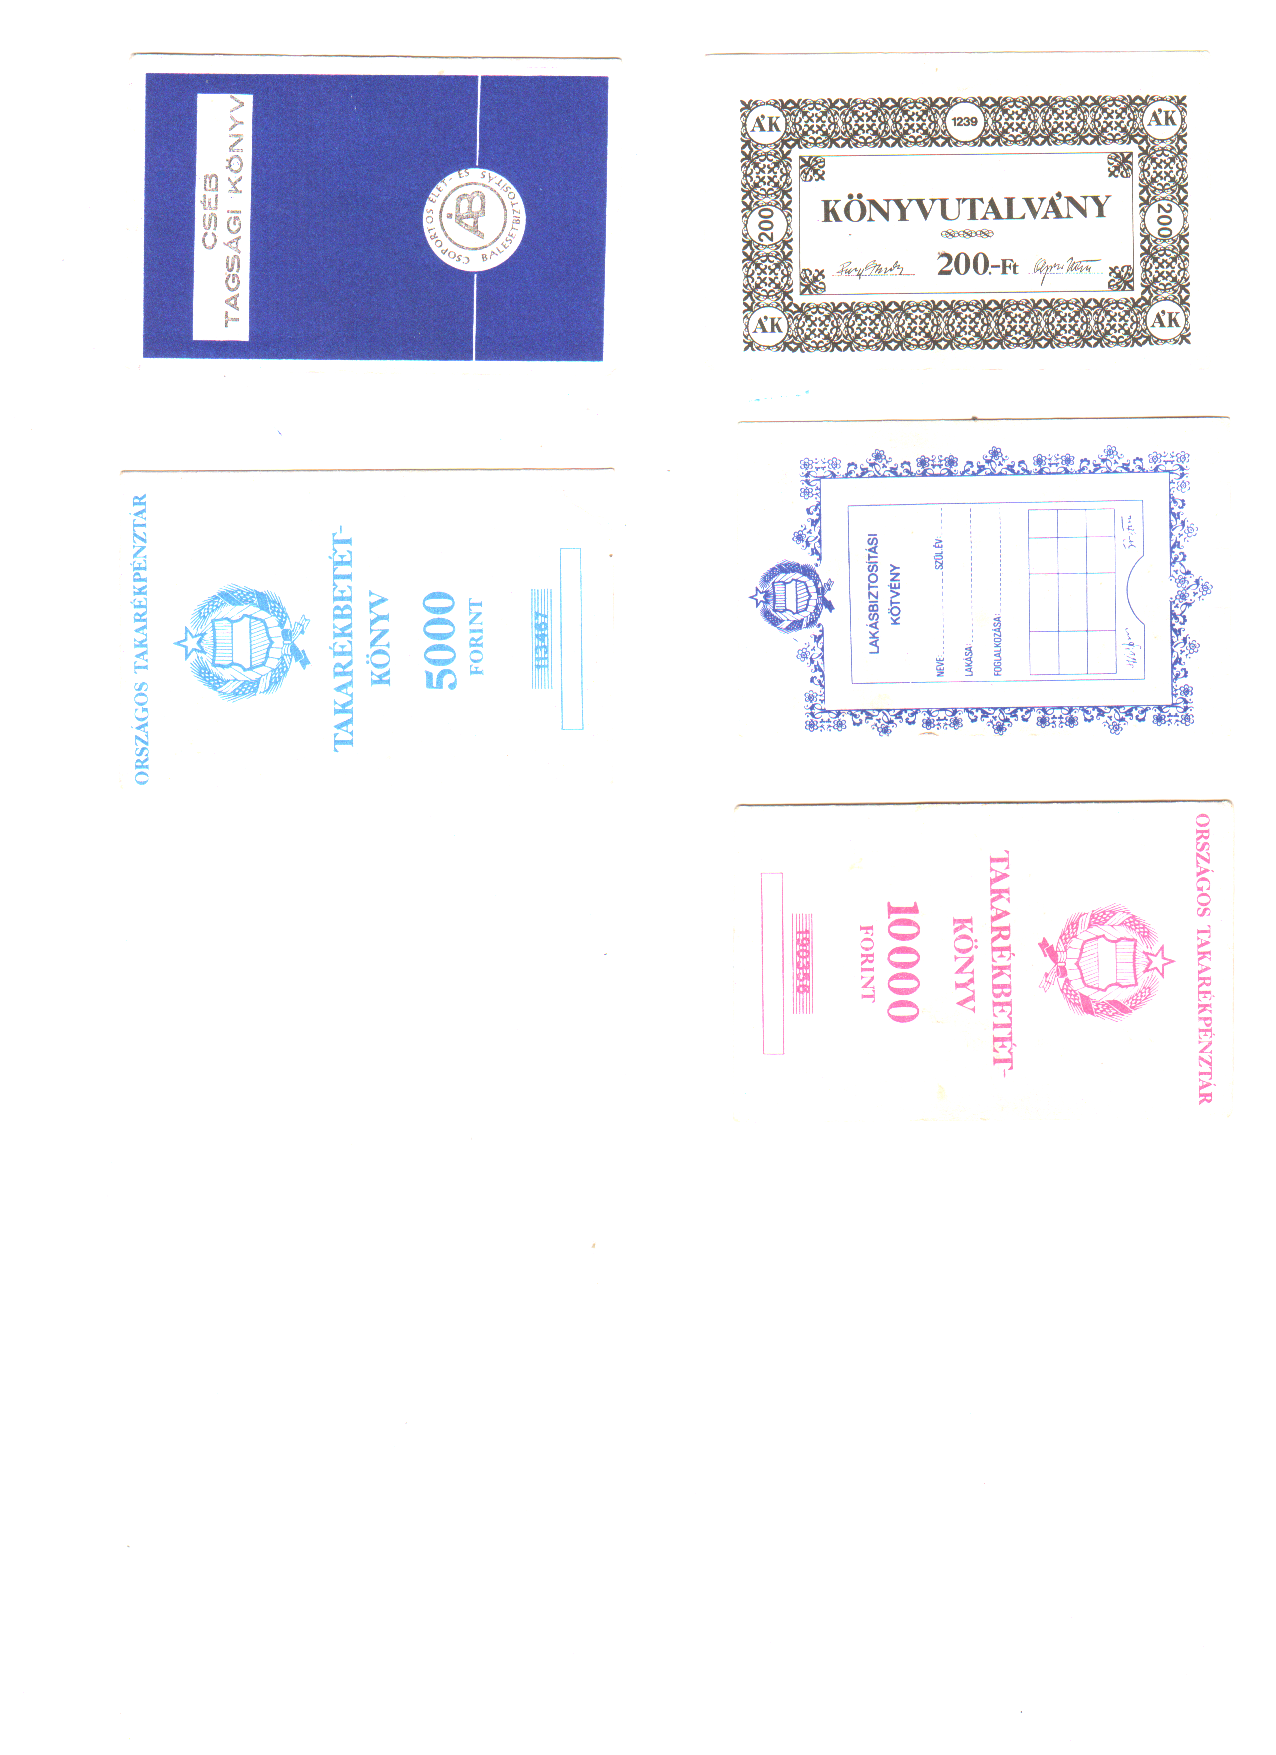 CSÉB
TAGSÁGI KÖNYV
CSOPORTOS ÉLET- ÉS BALESETBIZTOSÍTÁS
ÁB
ÁK
1239
ÁK
KÖNYVUTALVÁNY
200
200
200.-Ft
ÁK
ÁK
ORSZÁGOS TAKARÉKPÉNZTÁR
TAKARÉKBETÉT-
KÖNYV
5000
FORINT
113467
LAKÁSBIZTOSÍTÁSI
KÖTVÉNY
NEVE: SZÜL.ÉV:
LAKÁSA:
FOGLALKOZÁSA:
ORSZÁGOS TAKARÉKPÉNZTÁR
TAKARÉKBETÉT-
KÖNYV
10000
FORINT
190358